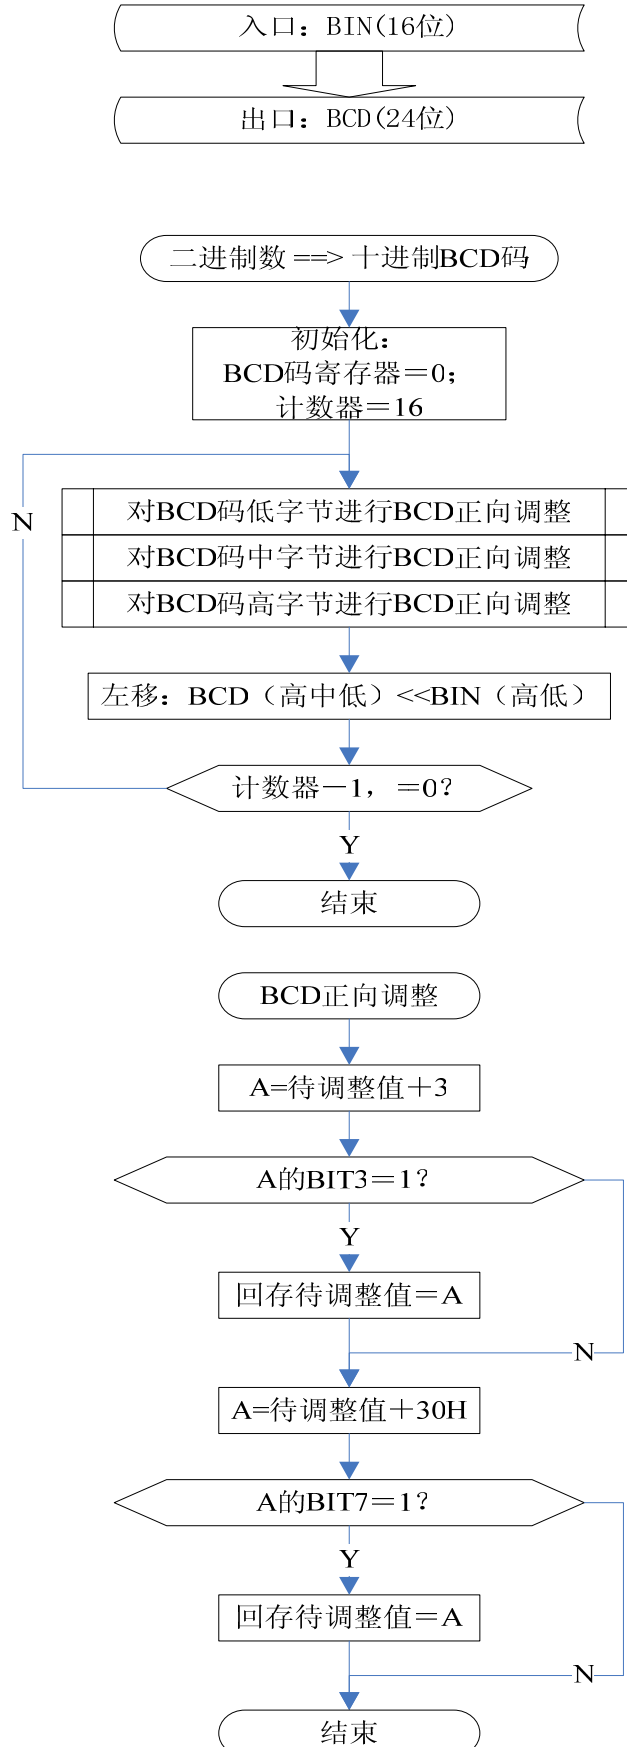 入口：BIN(16位)
出口：BCD(24位)
二进制数 ==> 十进制BCD码
初始化：
BCD码寄存器＝0；
计数器＝16
N
对BCD码低字节进行BCD正向调整
对BCD码中字节进行BCD正向调整
对BCD码高字节进行BCD正向调整
左移：BCD（高中低）<<BIN（高低）
计数器－1，＝0？
Y
结束
BCD正向调整
A=待调整值＋3
A的BIT3＝1？
Y
回存待调整值＝A
N
A=待调整值＋30H
A的BIT7＝1？
Y
回存待调整值＝A
N
结束